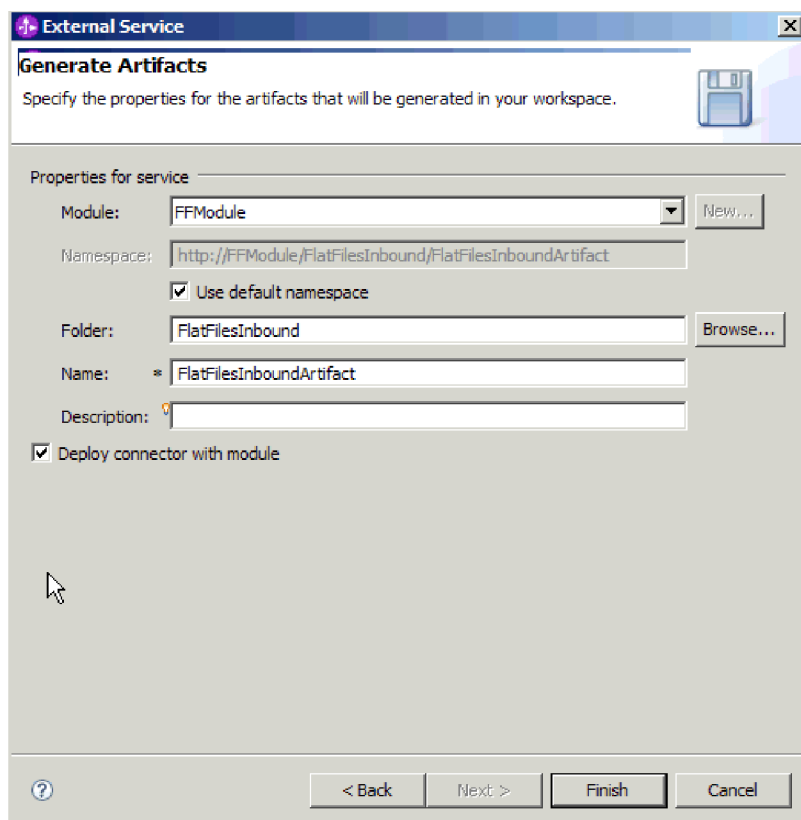 External Service
Generate Artifacts
Specify the properties for the artifacts that will be generated in your workspace.
Properties for service
Module: FFModule New...
Namespace: http://FFModule/FlatFilesInbound/FlatFilesInboundArtifact
Use default namespace
Folder: FlatFilesInbound Browse...
Name: * FlatFilesInboundArtifact
Description:
Deploy connector with module
? < Back Next > Finish Cancel